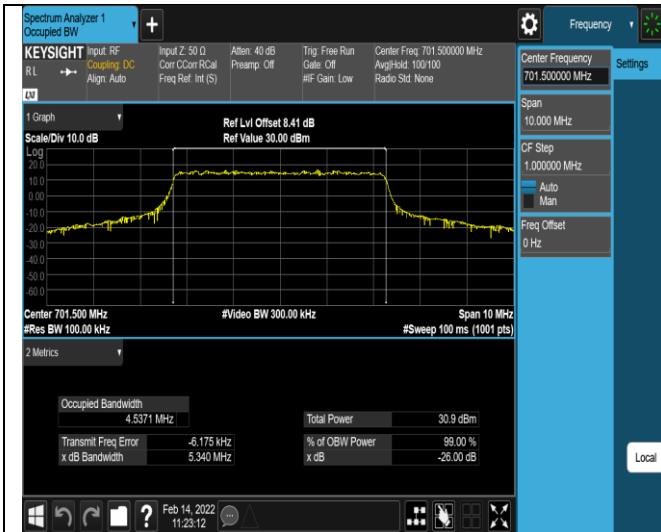 Spectrum Analyzer 1
Occupied BW
+
Frequency
KEYSIGHT
RL
LXI
Input: RF
Coupling: DC
Align: Auto
Input Z: 50 Ω
Corr CCorr RCal
Freq Ref: Int (S)
Atten: 40 dB
Preamp: Off
Trig: Free Run
Gate: Off
#IF Gain: Low
Center Freq: 701.500000 MHz
Avg|Hold: 100/100
Radio Std: None
Center Frequency
701.500000 MHz
Settings
Span
10.000 MHz
CF Step
1.000000 MHz
Auto
Man
Freq Offset
0 Hz
1 Graph
Scale/Div 10.0 dB
Ref Lvl Offset 8.41 dB
Ref Value 30.00 dBm
Log
20.0
10.0
0.00
-10.0
-20.0
-30.0
-40.0
-50.0
-60.0
Center 701.500 MHz
#Video BW 300.00 kHz
Span 10 MHz
#Res BW 100.00 kHz
#Sweep 100 ms (1001 pts)
2 Metrics
Occupied Bandwidth
4.5371 MHz
Total Power 30.9 dBm
Transmit Freq Error -6.175 kHz
% of OBW Power 99.00 %
x dB Bandwidth 5.340 MHz
x dB -26.00 dB
Local
?
Feb 14, 2022
11:23:12